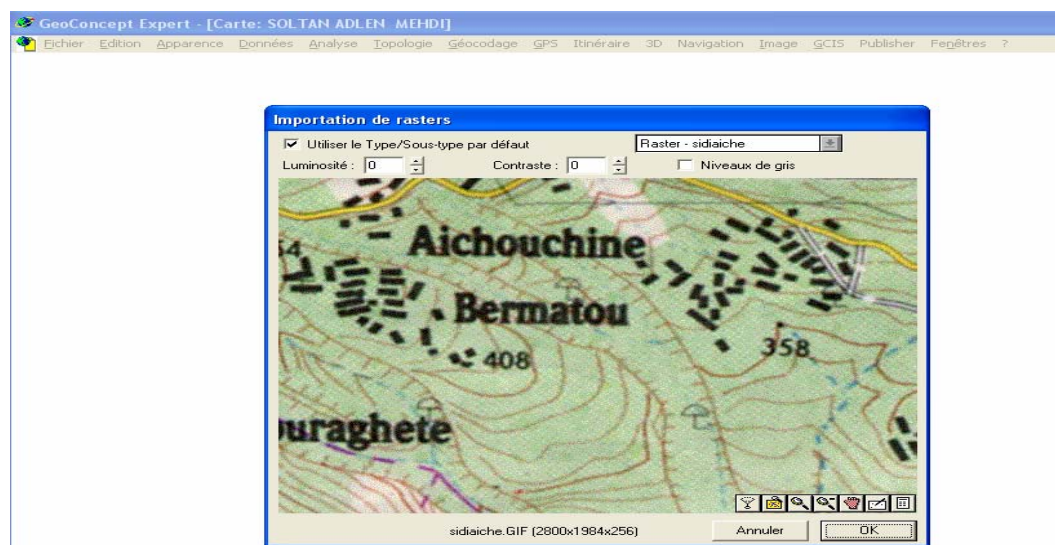 GeoConcept Expert - [Carte: SOLTAN ADLEN MEHDI]
Fichier Edition Apparence Données Analyse Topologie Géocodage GPS Itinéraire 3D Navigation Image GCIS Publisher Fenêtres ?
Importation de rasters
Utiliser le Type/Sous-type par défaut Raster - sidiaiche
Luminosité : 0 Contraste : 0 Niveaux de gris
Aichouchine
54
Bermatou
358
408
ouraghete
sidiaiche.GIF (2800x1984x256) Annuler OK